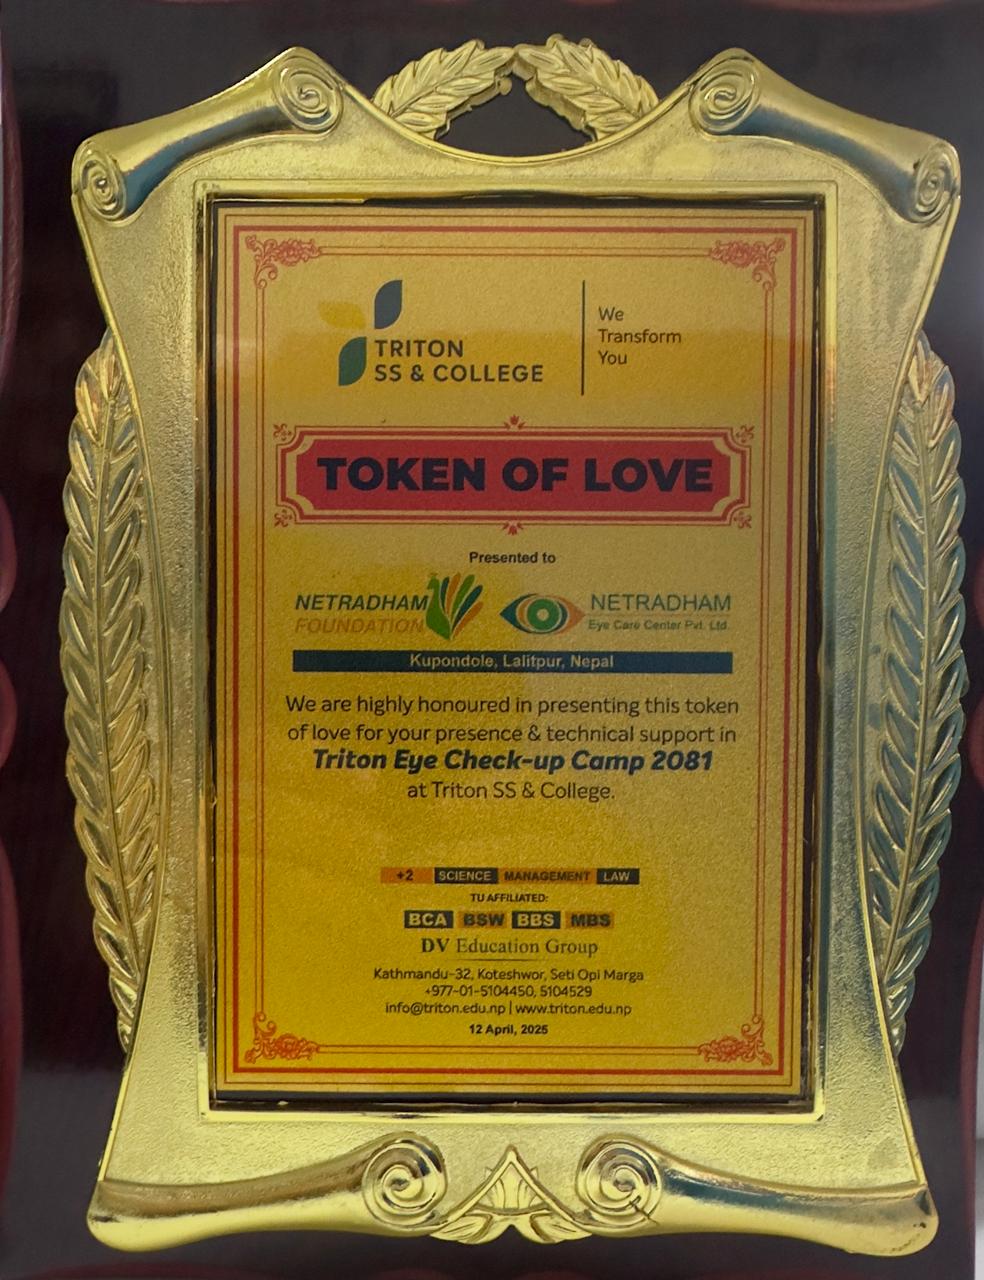 TRITON
SS & COLLEGE
We
Transform
You
TOKEN OF LOVE
Presented to
NETRADHAM
FOUNDATION
NETRADHAM
Eye Care Center Pvt. Ltd.
Kupondole, Lalitpur, Nepal
We are highly honoured in presenting this token
of love for your presence & technical support in
Triton Eye Check-up Camp 2081
at Triton SS & College.
+2 SCIENCE MANAGEMENT LAW
TU AFFILIATED:
BCA BSW BBS MBS
DV Education Group
Kathmandu-32, Koteshwor, Seti Opi Marga
+977-01-5104450, 5104529
info@triton.edu.np | www.triton.edu.np
12 April, 2025